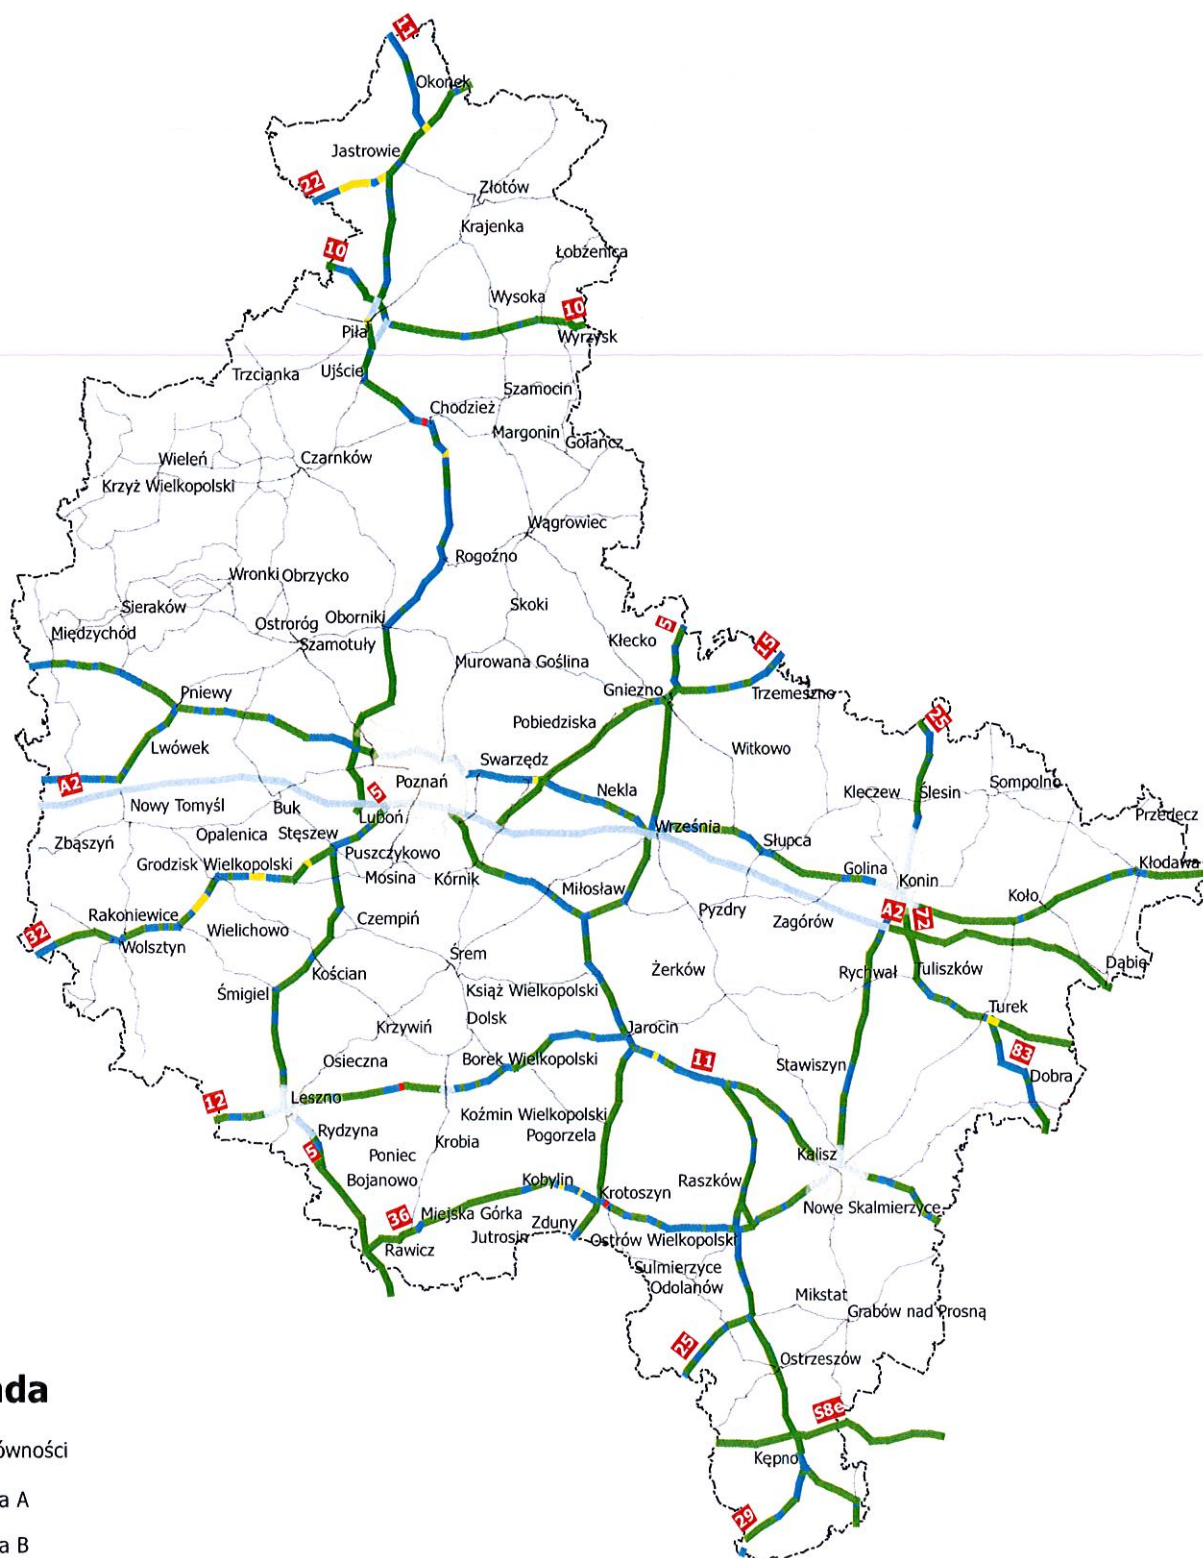 11
Okonek
Jastrowie
22
Złotów
Krajenka
10
Łobżenica
Wysoka
10
Piła
Wyrzysk
Trzcianka
Ujście
Szamocin
Chodzież
Margonin
Gołańcz
Wieleń
Czarnków
Krzyż Wielkopolski
Wągrowiec
Rogoźno
Wronki
Obrzycko
Sieraków
Skoki
Ostroróg
Oborniki
Międzychód
Szamotuły
5
Kłecko
15
Murowana Goślina
Pniewy
Gniezno
Trzemeszno
Pobiedziska
25
Lwówek
Witkowo
Swarzędz
A2
Poznań
Sompolno
Nowy Tomyśl
Buk
5
Nekla
Kleczew
Ślesin
Luboń
Przedecz
Opalenica
Stęszew
Września
Zbąszyń
Słupca
Puszczykowo
Grodzisk Wielkopolski
Golina
Kłodawa
Mosina
Kórnik
Konin
Miłosław
Koło
Rakoniewice
Czempiń
Pyzdry
A2
Zagórów
32
Wielichowo
Wolsztyn
Śrem
Dąbie
Kościan
Żerków
Rychwał
Tuliszków
Śmigiel
Książ Wielkopolski
Turek
Krzywiń
Dolsk
Jarocin
83
Osieczna
Borek Wielkopolski
11
Stawiszyn
Dobra
12
Leszno
Koźmin Wielkopolski
Rydzyna
Pogorzela
Krobia
5
Poniec
Kalisz
Bojanowo
Kobylin
Krotoszyn
Raszków
36
Miejska Górka
Nowe Skalmierzyce
Zduny
Rawicz
Jutrosin
Ostrów Wielkopolski
Sulmierzyce
Odolanów
Mikstat
Grabów nad Prosną
25
Ostrzeszów
S8e
Kępno
29
nda
ówności
a A
a B